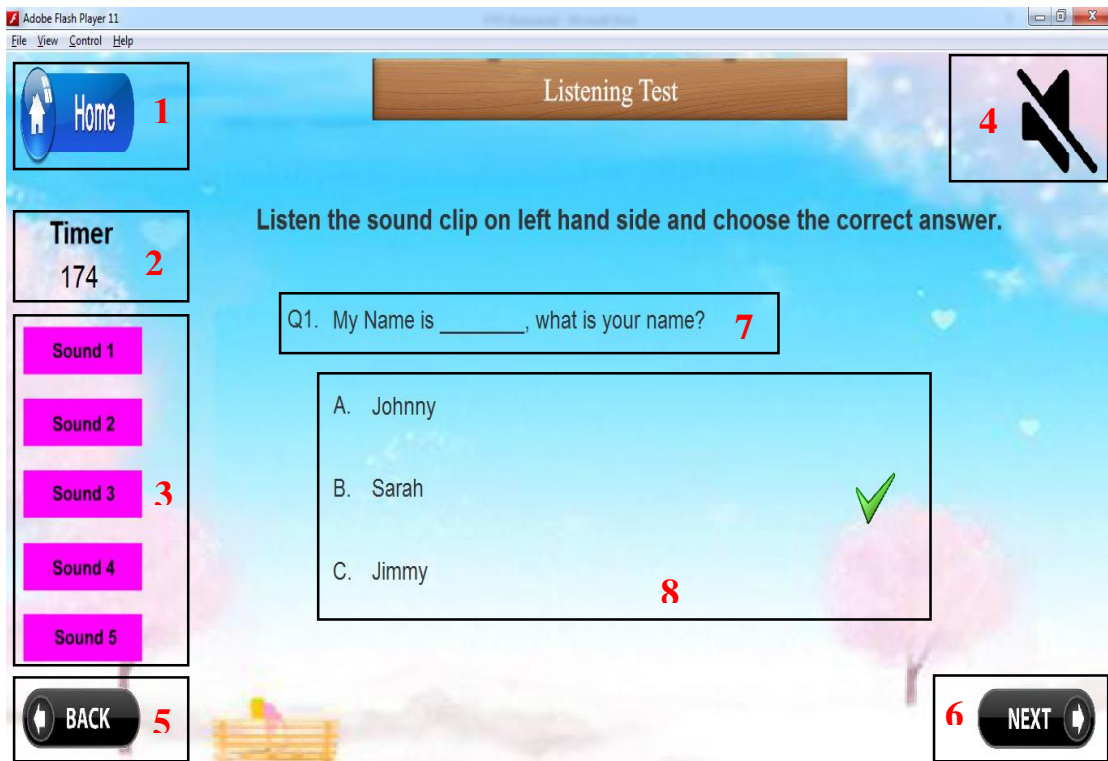 Adobe Flash Player 11
File View Control Help
Home 1
Listening Test
4
Timer
174
2
Listen the sound clip on left hand side and choose the correct answer.
Q1. My Name is ________, what is your name? 7
Sound 1
Sound 2
Sound 3
Sound 4
Sound 5
3
A. Johnny
B. Sarah
C. Jimmy
8
BACK 5
6 NEXT